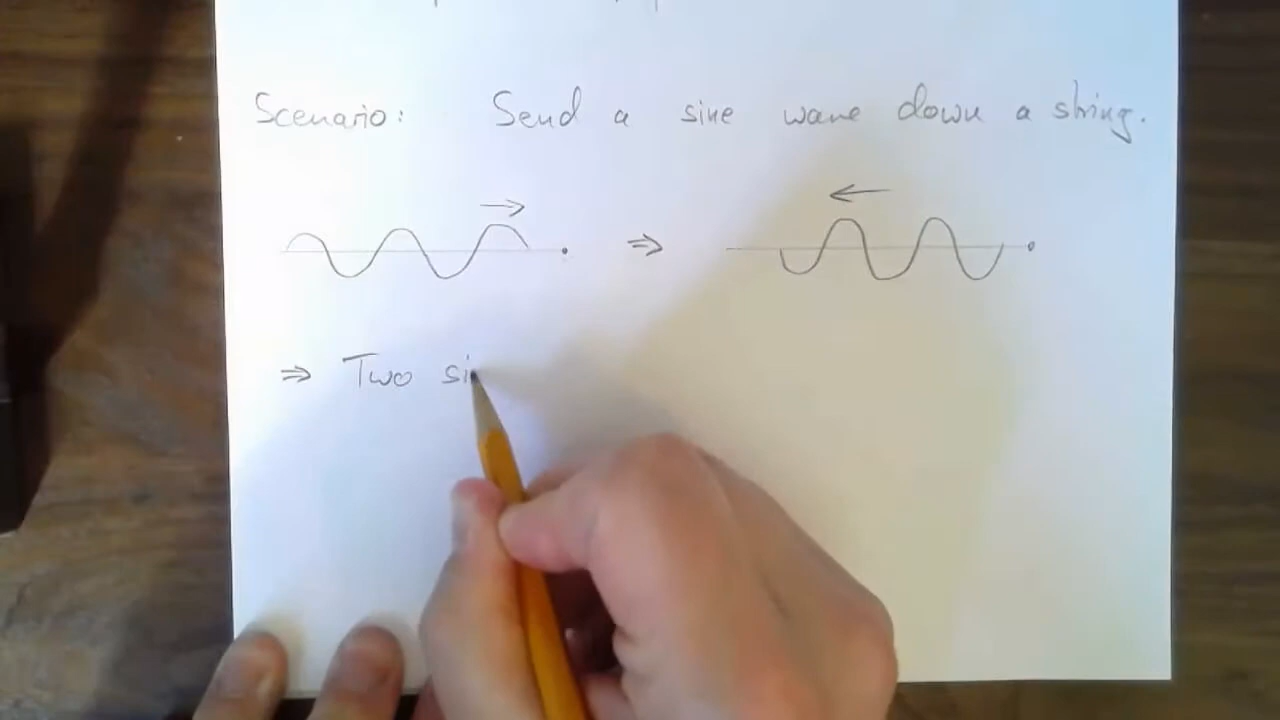 Scenario: Send a sine wave down a string.
⇒
⇒ Two si